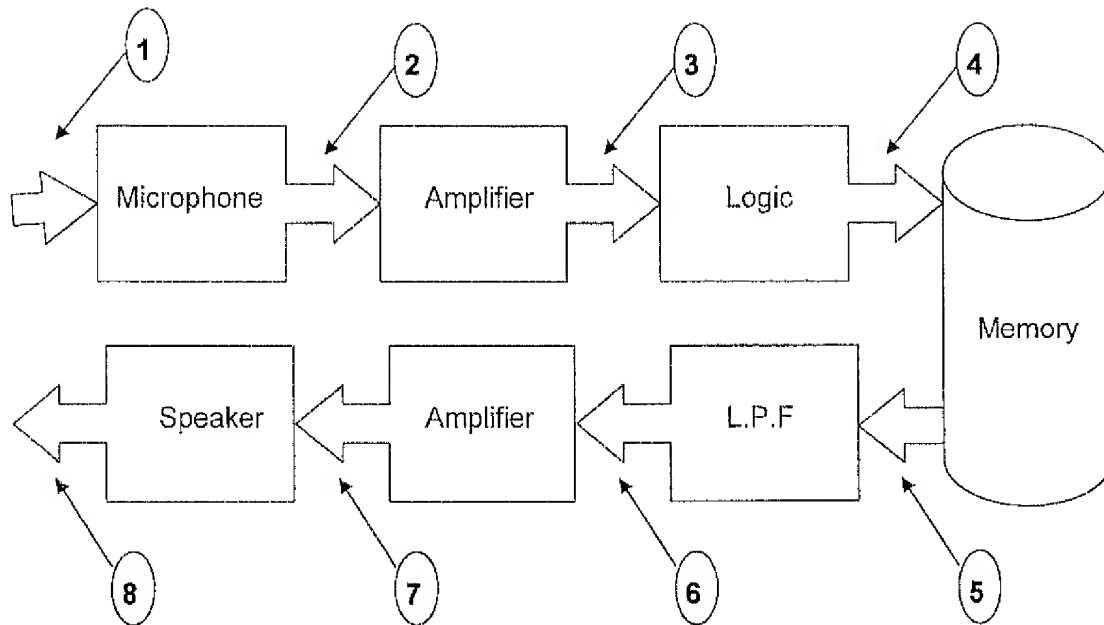 1
2
3
4
Microphone
Amplifier
Logic
Memory
Speaker
Amplifier
L.P.F
8
7
6
5